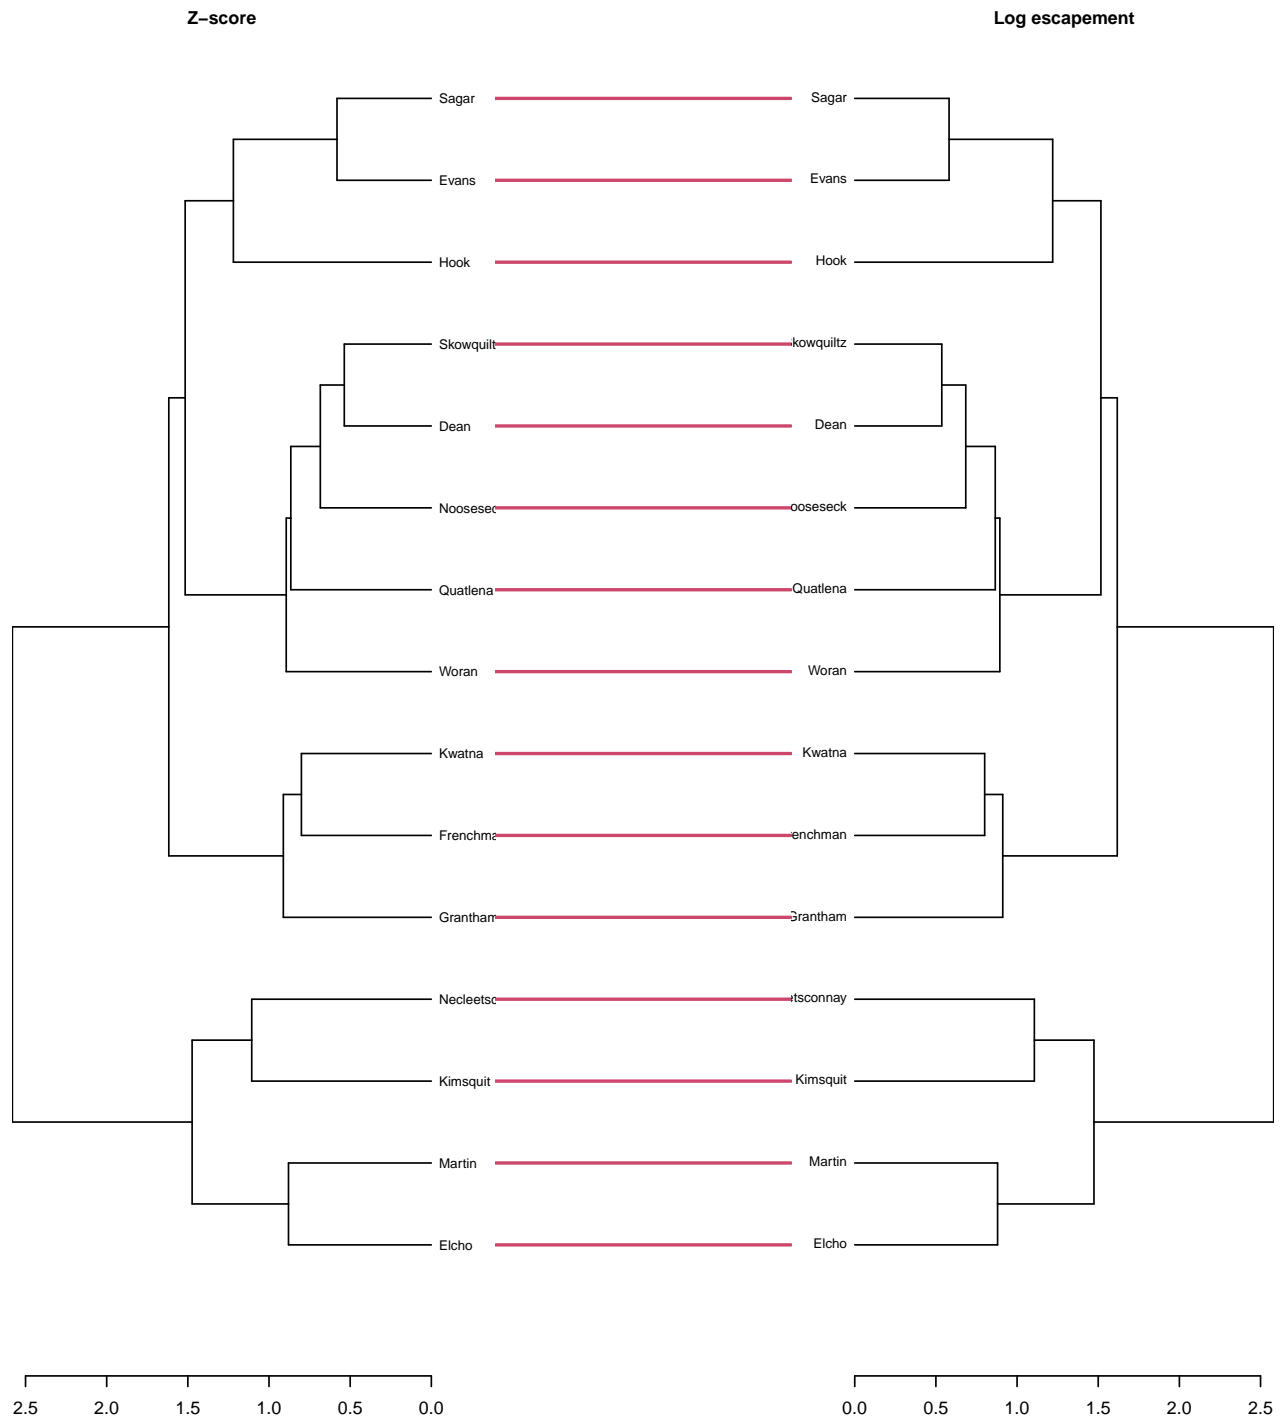 Z−score Log escapement
Sagar Sagar
Evans Evans
Hook Hook
Skowquilt kowquiltz
Dean Dean
Noosesec ooseseck
Quatlena Quatlena
Woran Woran
Kwatna Kwatna
Frenchma enchman
Grantham Grantham
Necleetsc tsconnay
Kimsquit Kimsquit
Martin Martin
Elcho Elcho
2.5 2.0 1.5 1.0 0.5 0.0 0.0 0.5 1.0 1.5 2.0 2.5